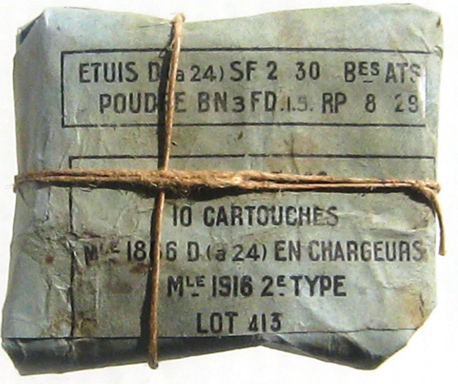 ETUIS D (a 24) SF 2 30 BES ATS
POUDRE BN3FD.I.S. RP 8 29
10 CARTOUCHES
MLE 1886 D (a 24) EN CHARGEURS
MLE 1916 2E TYPE
LOT 413